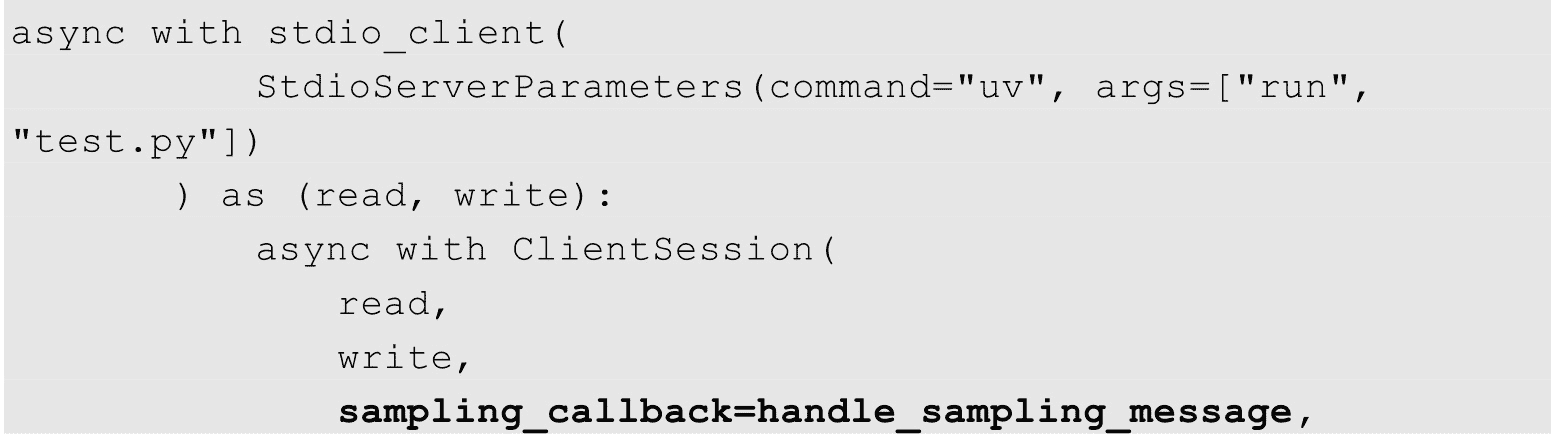 async with stdio_client(
StdioServerParameters(command="uv", args=["run",
"test.py"])
) as (read, write):
async with ClientSession(
read,
write,
sampling_callback=handle_sampling_message,